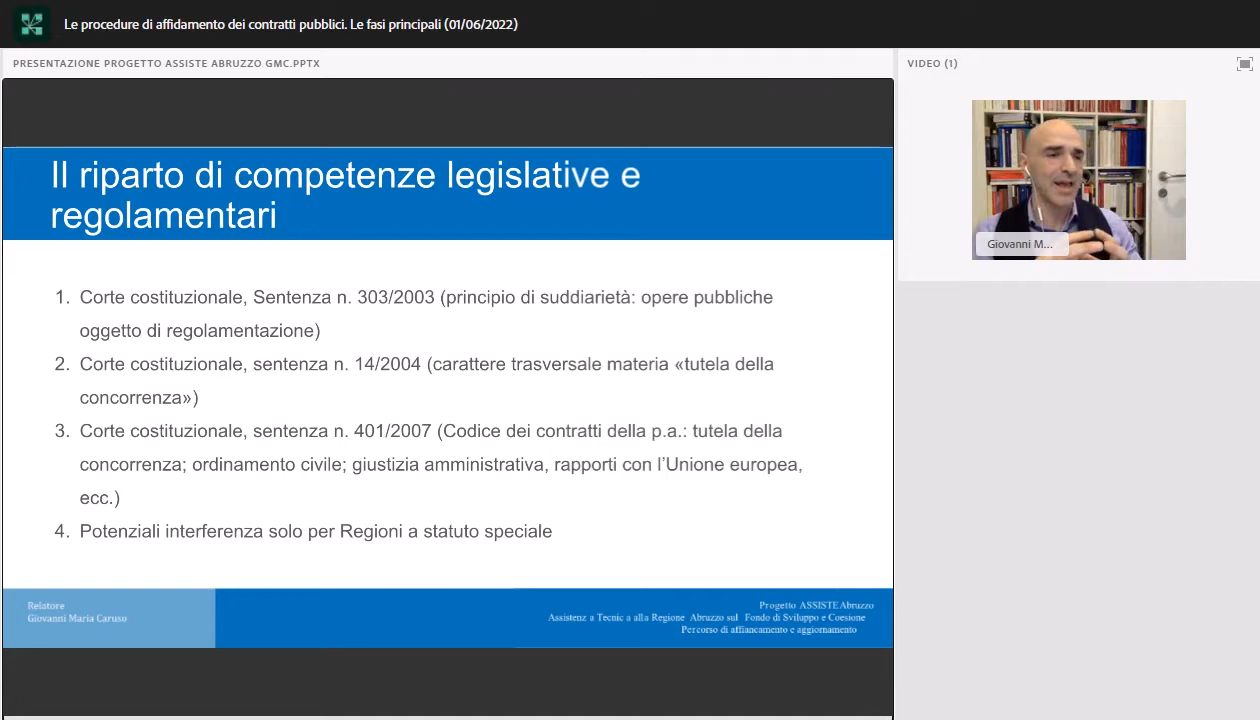 Le procedure di affidamento dei contratti pubblici. Le fasi principali (01/06/2022)
PRESENTAZIONE PROGETTO ASSISTE ABRUZZO GMC.PPTX
VIDEO (1)
Il riparto di competenze legislative e
regolamentari
1. Corte costituzionale, Sentenza n. 303/2003 (principio di suddiarietà: opere pubbliche
oggetto di regolamentazione)
2. Corte costituzionale, sentenza n. 14/2004 (carattere trasversale materia «tutela della
concorrenza»)
3. Corte costituzionale, sentenza n. 401/2007 (Codice dei contratti della p.a.: tutela della
concorrenza; ordinamento civile; giustizia amministrativa, rapporti con l’Unione europea,
ecc.)
4. Potenziali interferenza solo per Regioni a statuto speciale
Giovanni M...
Relatore
Giovanni Maria Caruso
Progetto ASSISTE Abruzzo
Assistenz a Tecnic a alla Regione Abruzzo sul Fondo di Sviluppo e Coesione
Percorso di affiancamento e aggiornamento